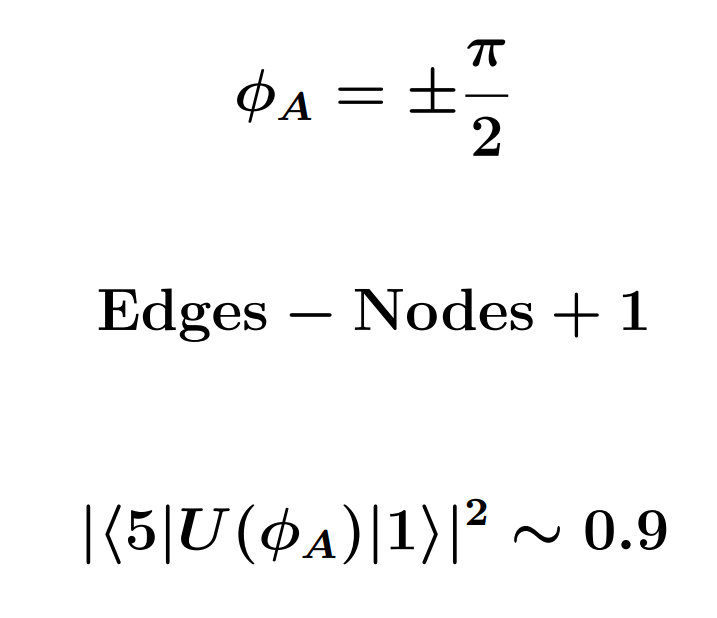 ϕ_A = ±π/2
Edges − Nodes + 1
|⟨5|U(ϕ_A)|1⟩|² ∼ 0.9